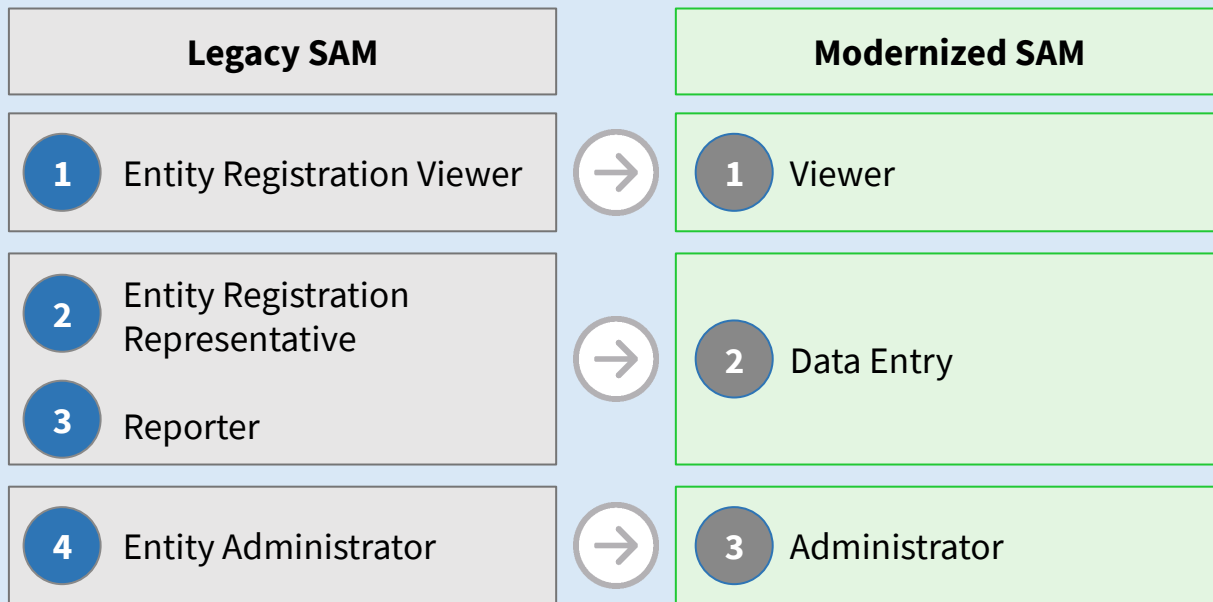 Legacy SAM
Modernized SAM
1 Entity Registration Viewer
1 Viewer
2 Entity Registration
Representative
3 Reporter
2 Data Entry
4 Entity Administrator
3 Administrator